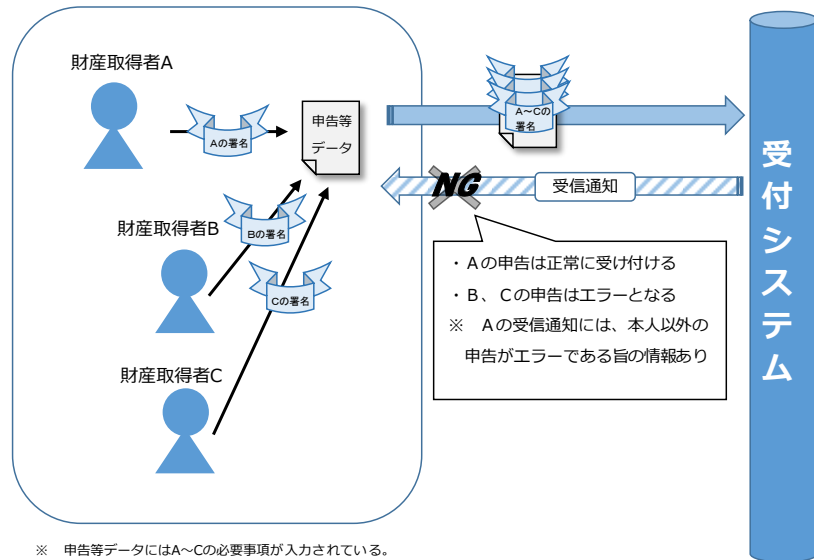 財産取得者A
Aの署名
申告等
データ
A～Cの
署名
受信通知
NG
財産取得者B
Bの署名
Cの署名
財産取得者C
・Aの申告は正常に受け付ける
・B、Cの申告はエラーとなる
※　Aの受信通知には、本人以外の
申告がエラーである旨の情報あり
受付システム
※　申告等データにはA～Cの必要事項が入力されている。